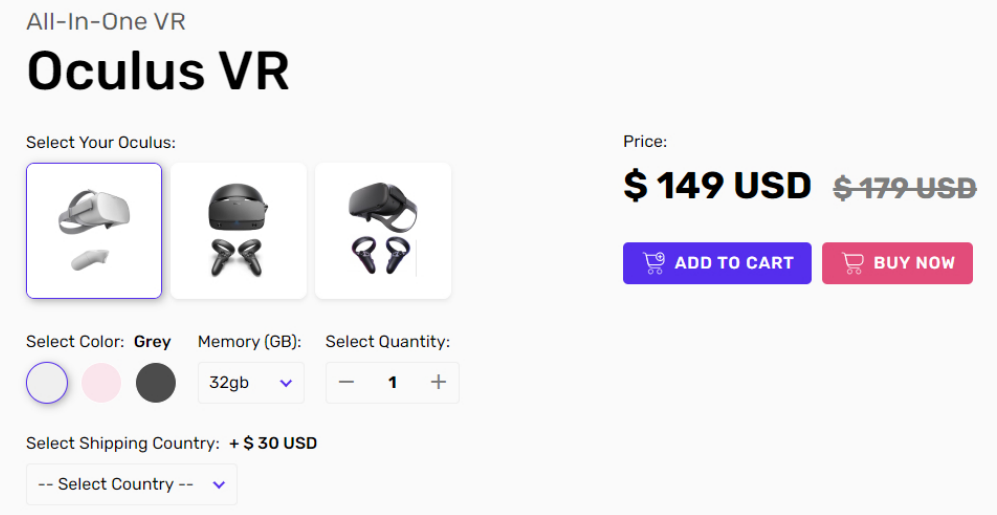 All-In-One VR
Oculus VR
Select Your Oculus:
Price:
$ 149 USD $ 179 USD
ADD TO CART BUY NOW
Select Color: Grey Memory (GB): Select Quantity:
32gb 1
Select Shipping Country: + $ 30 USD
-- Select Country --